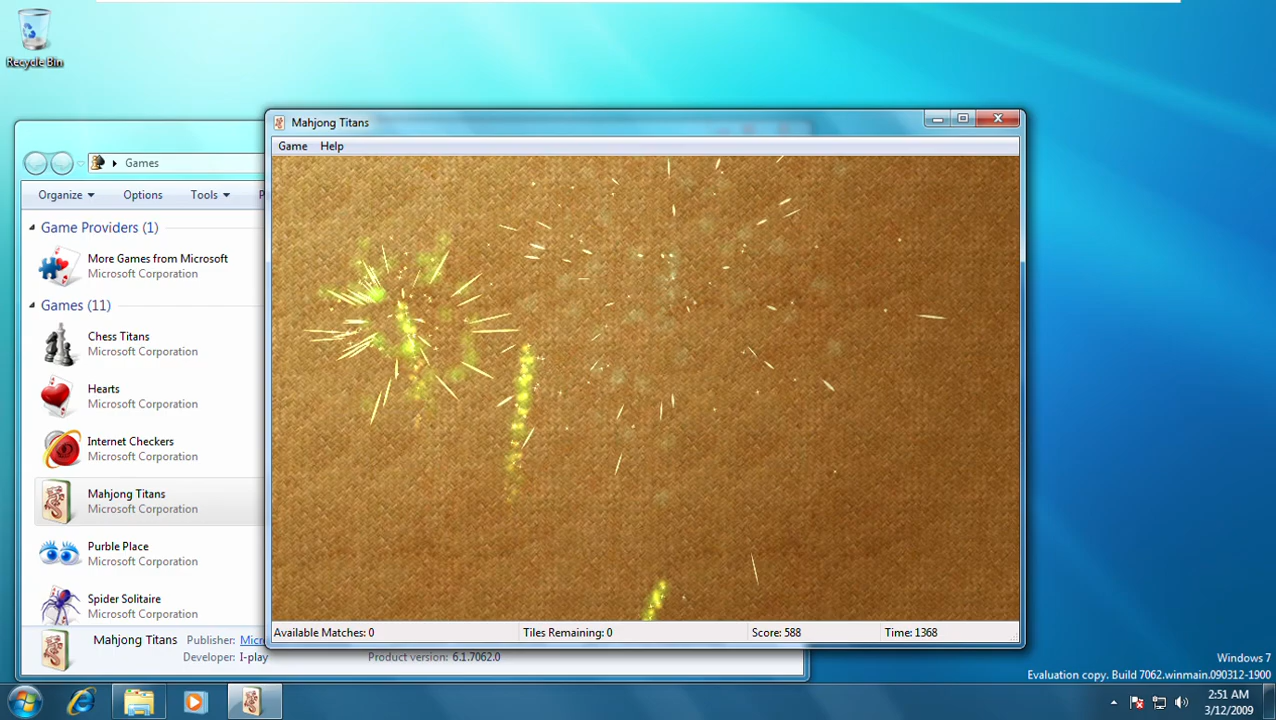 Recycle Bin
Mahjong Titans
Game Help
Games
Organize Options Tools P
Game Providers (1)
More Games from Microsoft
Microsoft Corporation
Games (11)
Chess Titans
Microsoft Corporation
Hearts
Microsoft Corporation
Internet Checkers
Microsoft Corporation
Mahjong Titans
Microsoft Corporation
Purble Place
Microsoft Corporation
Spider Solitaire
Microsoft Corporation
Available Matches: 0 Tiles Remaining: 0 Score: 588 Time: 1368
Mahjong Titans Publisher: Micr
Developer: I-play Product version: 6.1.7062.0
Windows 7
Evaluation copy. Build 7062.winmain.090312-1900
2:51 AM
3/12/2009